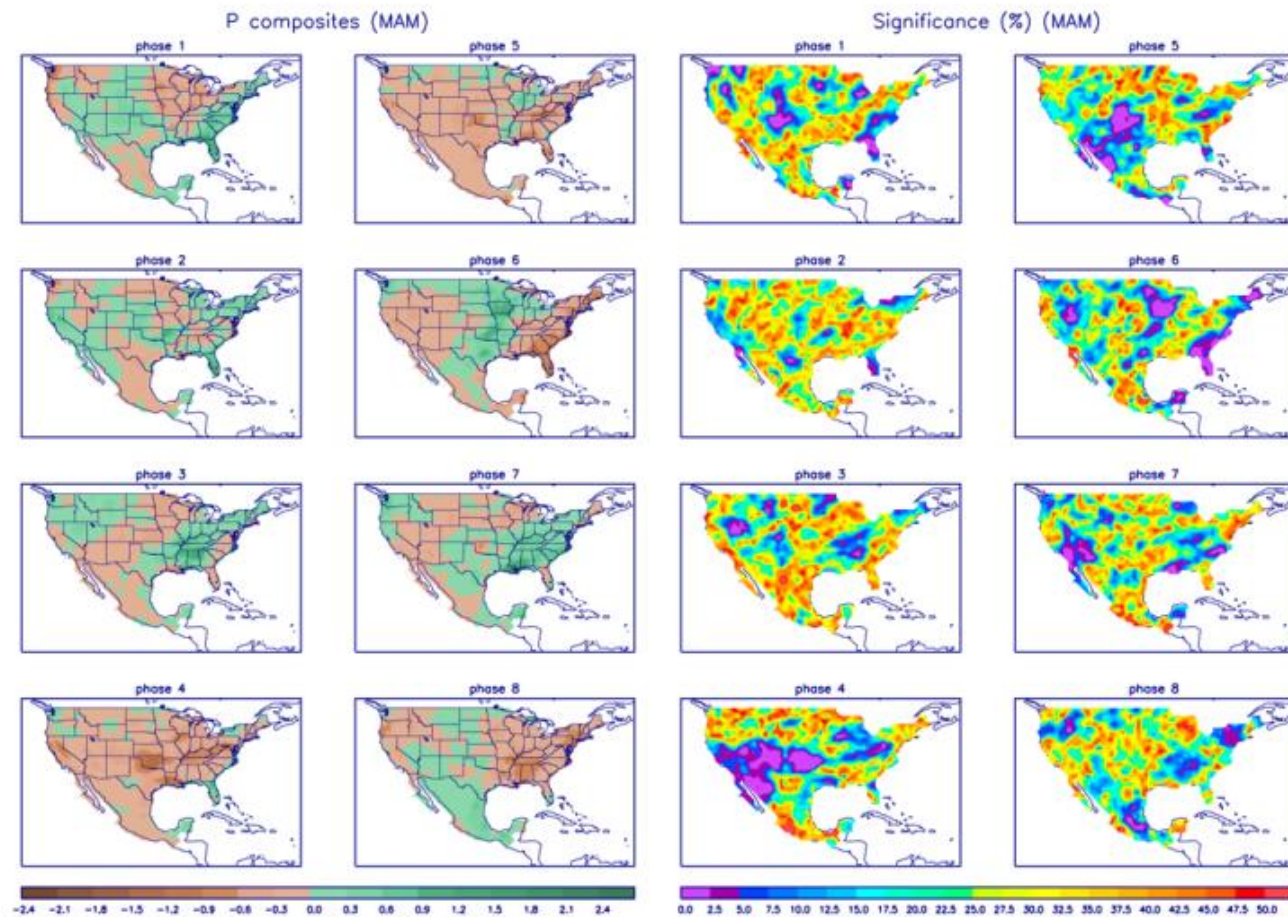 P composites (MAM)
Significance (%) (MAM)
phase 1
phase 5
phase 1
phase 5
phase 2
phase 6
phase 2
phase 6
phase 3
phase 7
phase 3
phase 7
phase 4
phase 8
phase 4
phase 8
-2.4 -2.1 -1.8 -1.5 -1.2 -0.9 -0.6 -0.3 0.0 0.3 0.6 0.9 1.2 1.5 1.8 2.1 2.4
0.0 2.5 5.0 7.5 10.0 12.5 15.0 17.5 20.0 22.5 25.0 27.5 30.0 32.5 35.0 37.5 40.0 42.5 45.0 47.5 50.0